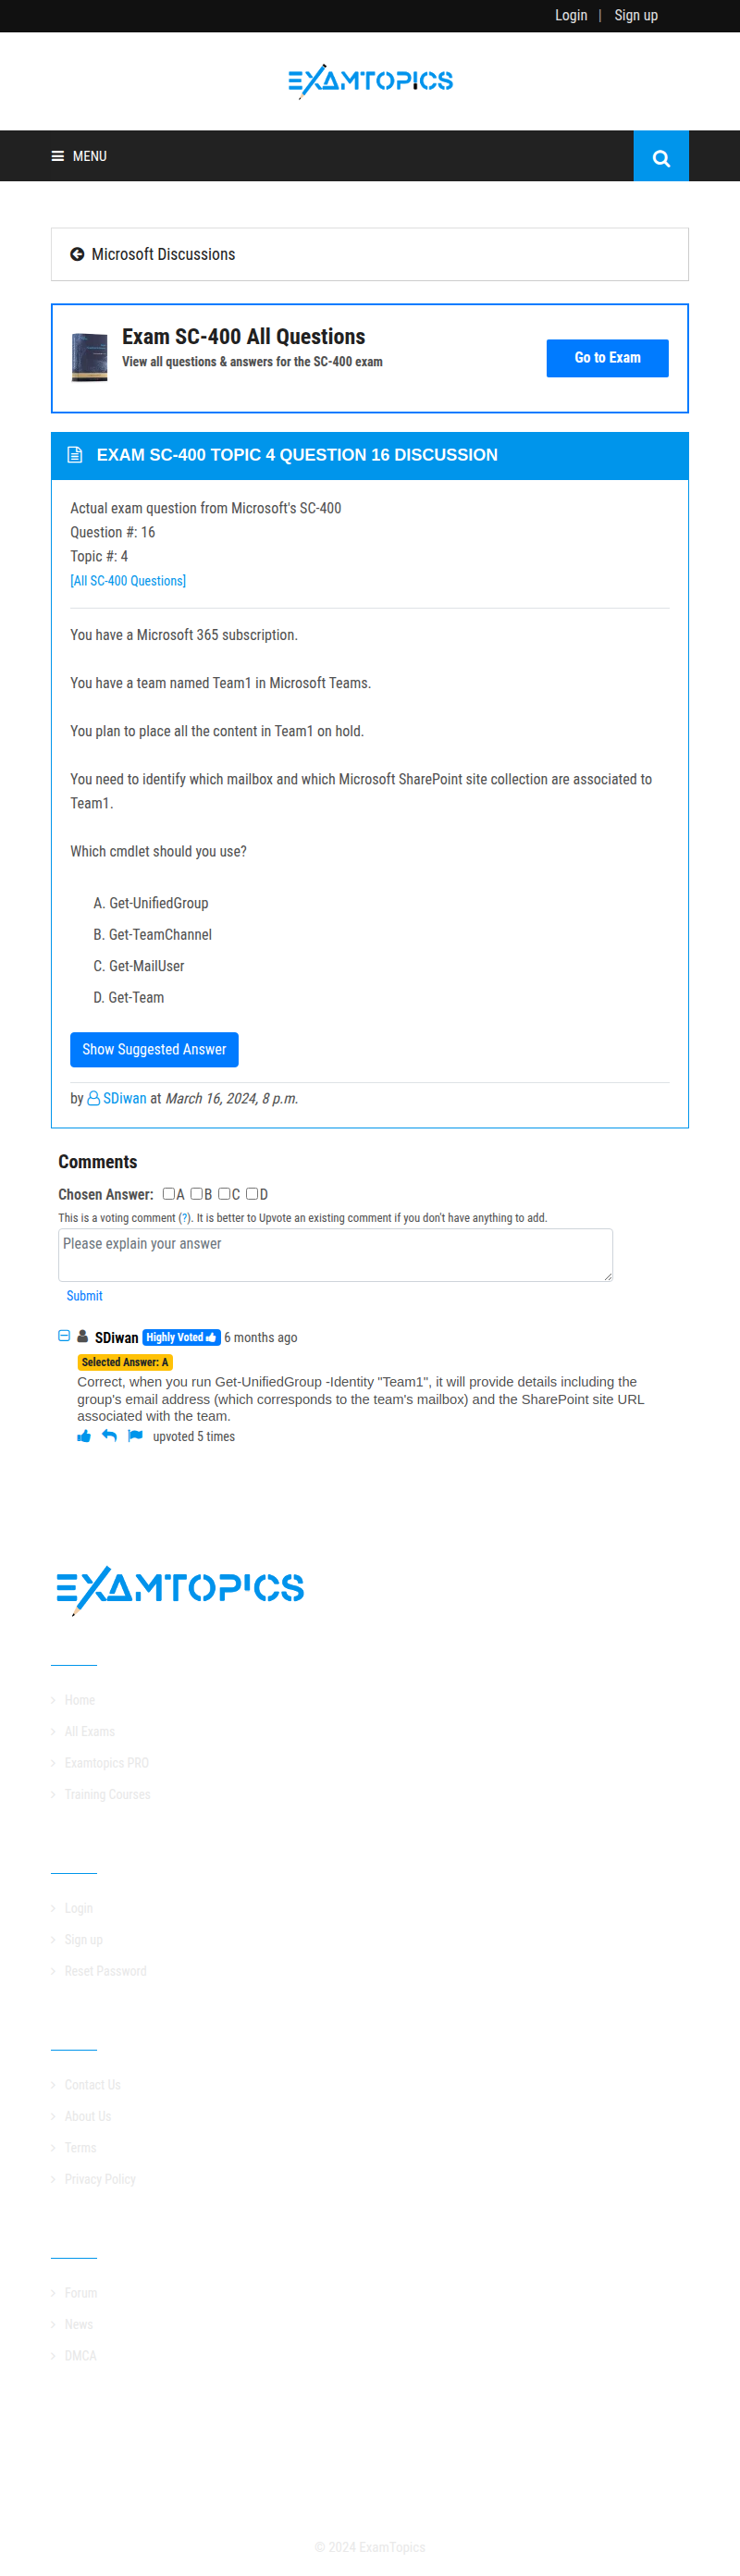 Login | Sign up
EXAMTOPICS
MENU
Microsoft Discussions
Exam SC-400 All Questions
View all questions & answers for the SC-400 exam
Go to Exam
EXAM SC-400 TOPIC 4 QUESTION 16 DISCUSSION
Actual exam question from Microsoft's SC-400
Question #: 16
Topic #: 4
[All SC-400 Questions]
You have a Microsoft 365 subscription.
You have a team named Team1 in Microsoft Teams.
You plan to place all the content in Team1 on hold.
You need to identify which mailbox and which Microsoft SharePoint site collection are associated to
Team1.
Which cmdlet should you use?
A. Get-UnifiedGroup
B. Get-TeamChannel
C. Get-MailUser
D. Get-Team
Show Suggested Answer
by SDiwan at March 16, 2024, 8 p.m.
Comments
Chosen Answer: A B C D
This is a voting comment (?). It is better to Upvote an existing comment if you don't have anything to add.
Please explain your answer
Submit
SDiwan Highly Voted 6 months ago
Selected Answer: A
Correct, when you run Get-UnifiedGroup -Identity "Team1", it will provide details including the
group's email address (which corresponds to the team's mailbox) and the SharePoint site URL
associated with the team.
upvoted 5 times
EXAMTOPICS
Home
All Exams
Examtopics PRO
Training Courses
Login
Sign up
Reset Password
Contact Us
About Us
Terms
Privacy Policy
Forum
News
DMCA
© 2024 ExamTopics